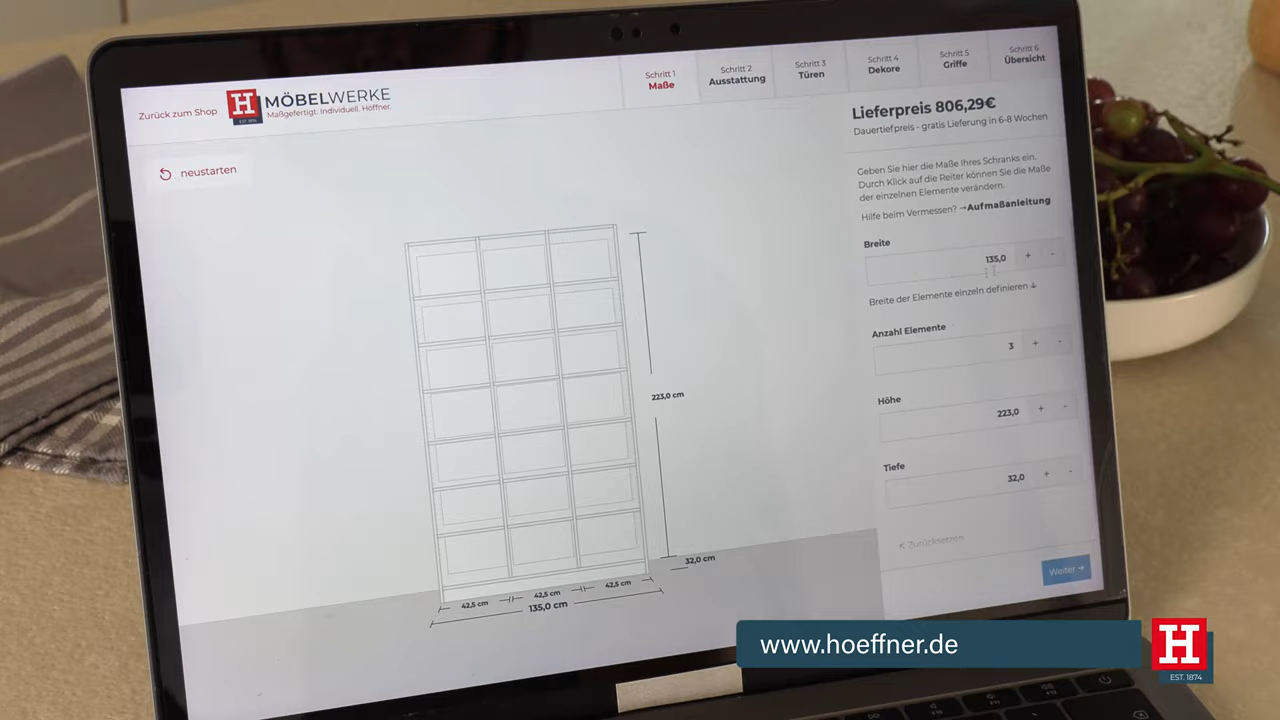 Zurück zum Shop
H
EST. 1874
MÖBELWERKE
Maßgefertigt. Individuell. Höffner.
Schritt 1
Maße
Schritt 2
Ausstattung
Schritt 3
Türen
Schritt 4
Dekore
Schritt 5
Griffe
Schritt 6
Übersicht
neustarten
Lieferpreis 806,29€
Dauertiefpreis - gratis Lieferung in 6-8 Wochen
Geben Sie hier die Maße Ihres Schranks ein.
Durch Klick auf die Reiter können Sie die Maße
der einzelnen Elemente verändern.
Hilfe beim Vermessen? →Aufmaßanleitung
Breite
135,0 + -
Breite der Elemente einzeln definieren ↓
Anzahl Elemente
3 + -
Höhe
223,0 + -
Tiefe
32,0 + -
Zurücksetzen
Weiter →
223,0 cm
32,0 cm
42,5 cm 42,5 cm 42,5 cm
135,0 cm
www.hoeffner.de
H
EST. 1874